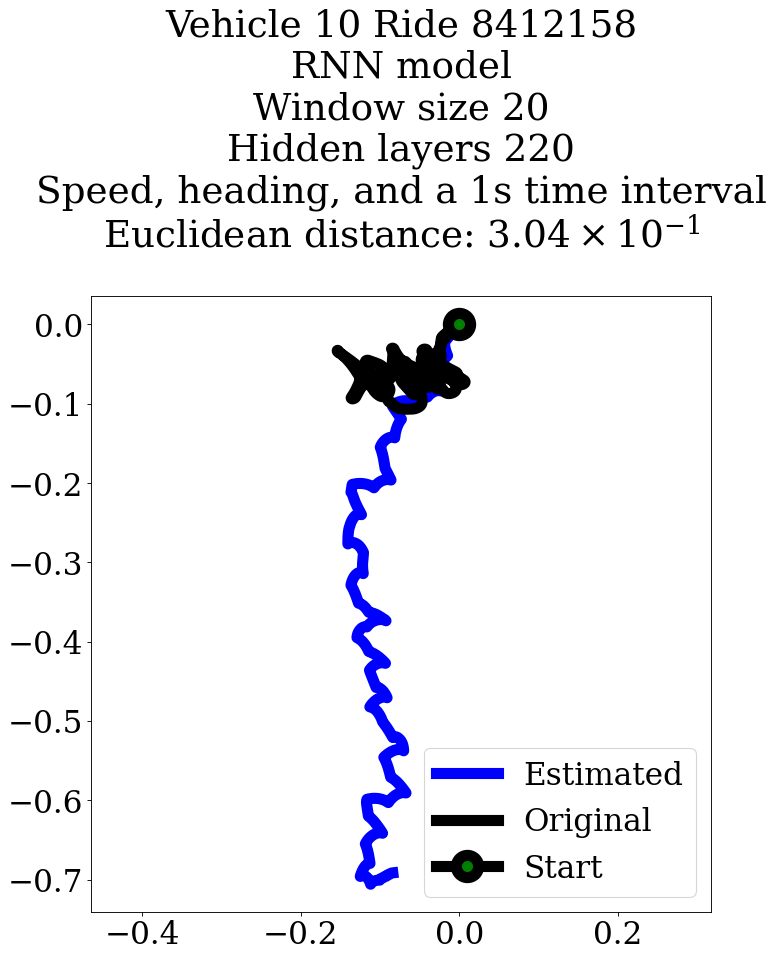 Vehicle 10 Ride 8412158
RNN model
Window size 20
Hidden layers 220
Speed, heading, and a 1s time interval
Euclidean distance: 3.04 × 10⁻¹
0.0
−0.1
−0.2
−0.3
−0.4
−0.5
−0.6
−0.7
Estimated
Original
Start
−0.4 −0.2 0.0 0.2